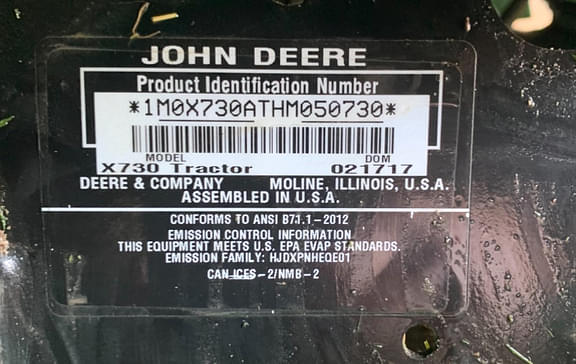 JOHN DEERE
Product Identification Number
*1M0X730ATHM050730*
MODEL DOM
X730 Tractor 021717
DEERE & COMPANY MOLINE, ILLINOIS, U.S.A.
ASSEMBLED IN U.S.A.
CONFORMS TO ANSI B71.1-2012
EMISSION CONTROL INFORMATION
THIS EQUIPMENT MEETS U.S. EPA EVAP STANDARDS.
EMISSION FAMILY: HJDXPNHEQE01
CAN ICES-2/NMB-2